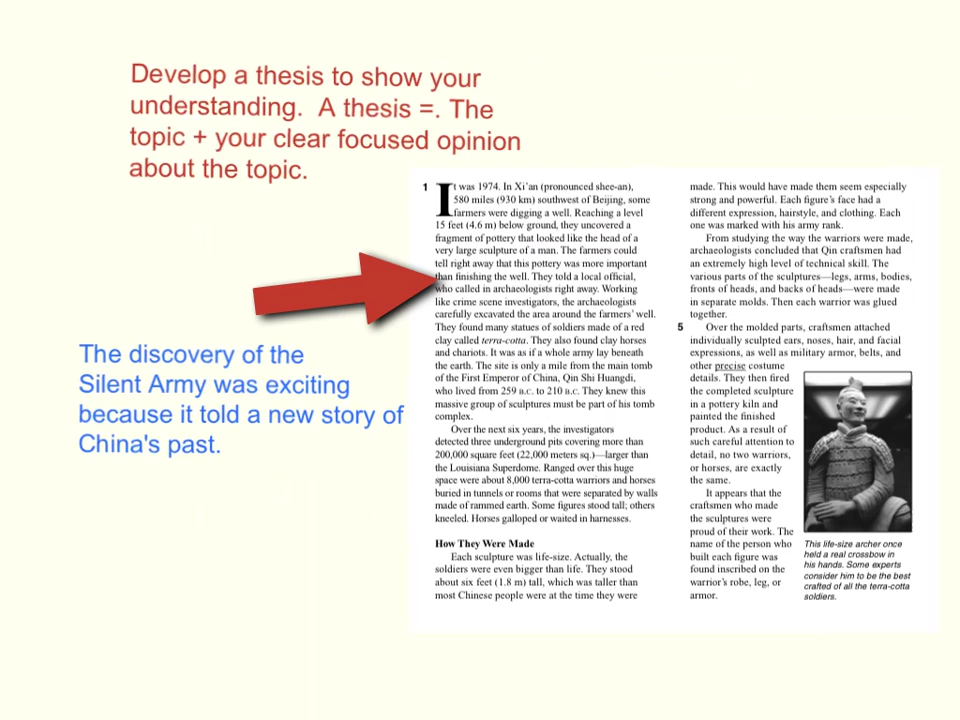 Develop a thesis to show your
understanding.  A thesis =. The
topic + your clear focused opinion
about the topic.
The discovery of the
Silent Army was exciting
because it told a new story of
China's past.
1 It was 1974. In Xi'an (pronounced shee-an),
580 miles (930 km) southwest of Beijing, some
farmers were digging a well. Reaching a level
15 feet (4.6 m) below ground, they uncovered a
fragment of pottery that looked like the head of a
very large sculpture of a man. The farmers could
tell right away that this pottery was more important
than finishing the well. They told a local official,
who called in archaeologists right away. Working
like crime scene investigators, the archaeologists
carefully excavated the area around the farmers' well.
They found many statues of soldiers made of a red
clay called terra-cotta. They also found clay horses
and chariots. It was as if a whole army lay beneath
the earth. The site is only a mile from the main tomb
of the First Emperor of China, Qin Shi Huangdi,
who lived from 259 B.C. to 210 B.C. They knew this
massive group of sculptures must be part of his tomb
complex.
Over the next six years, the investigators
detected three underground pits covering more than
200,000 square feet (22,000 meters sq.)—larger than
the Louisiana Superdome. Ranged over this huge
space were about 8,000 terra-cotta warriors and horses
buried in tunnels or rooms that were separated by walls
made of rammed earth. Some figures stood tall; others
kneeled. Horses galloped or waited in harnesses.
How They Were Made
Each sculpture was life-size. Actually, the
soldiers were even bigger than life. They stood
about six feet (1.8 m) tall, which was taller than
most Chinese people were at the time they were
made. This would have made them seem especially
strong and powerful. Each figure's face had a
different expression, hairstyle, and clothing. Each
one was marked with his army rank.
From studying the way the warriors were made,
archaeologists concluded that Qin craftsmen had
an extremely high level of technical skill. The
various parts of the sculptures—legs, arms, bodies,
fronts of heads, and backs of heads—were made
in separate molds. Then each warrior was glued
together.
5 Over the molded parts, craftsmen attached
individually sculpted ears, noses, hair, and facial
expressions, as well as military armor, belts, and
other precise costume
details. They then fired
the completed sculpture
in a pottery kiln and
painted the finished
product. As a result of
such careful attention to
detail, no two warriors,
or horses, are exactly
the same.
It appears that the
craftsmen who made
the sculptures were
proud of their work. The
name of the person who
built each figure was
found inscribed on the
warrior's robe, leg, or
armor.
This life-size archer once
held a real crossbow in
his hands. Some experts
consider him to be the best
crafted of all the terra-cotta
soldiers.